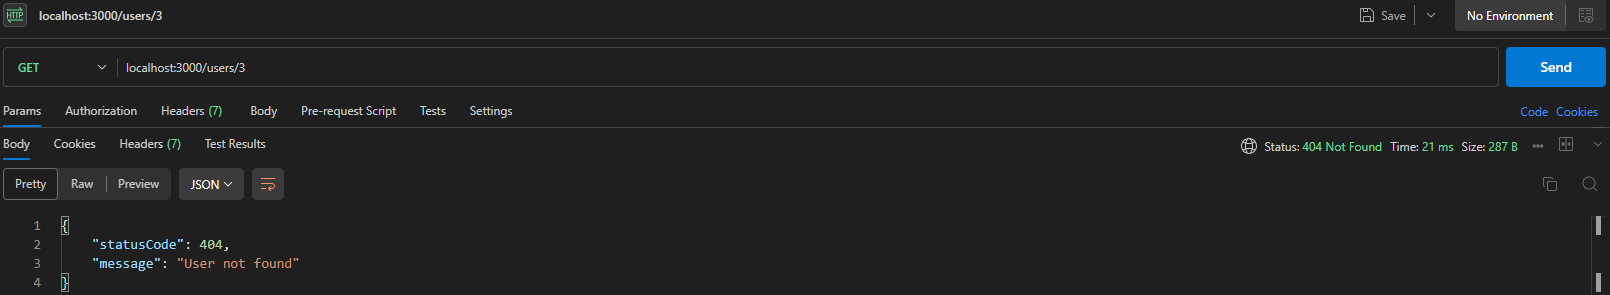 HTTP localhost:3000/users/3 Save No Environment
GET localhost:3000/users/3 Send
Params Authorization Headers (7) Body Pre-request Script Tests Settings Code Cookies
Body Cookies Headers (7) Test Results Status: 404 Not Found Time: 21 ms Size: 287 B
Pretty Raw Preview JSON
1 {
2 "statusCode": 404,
3 "message": "User not found"
4 }